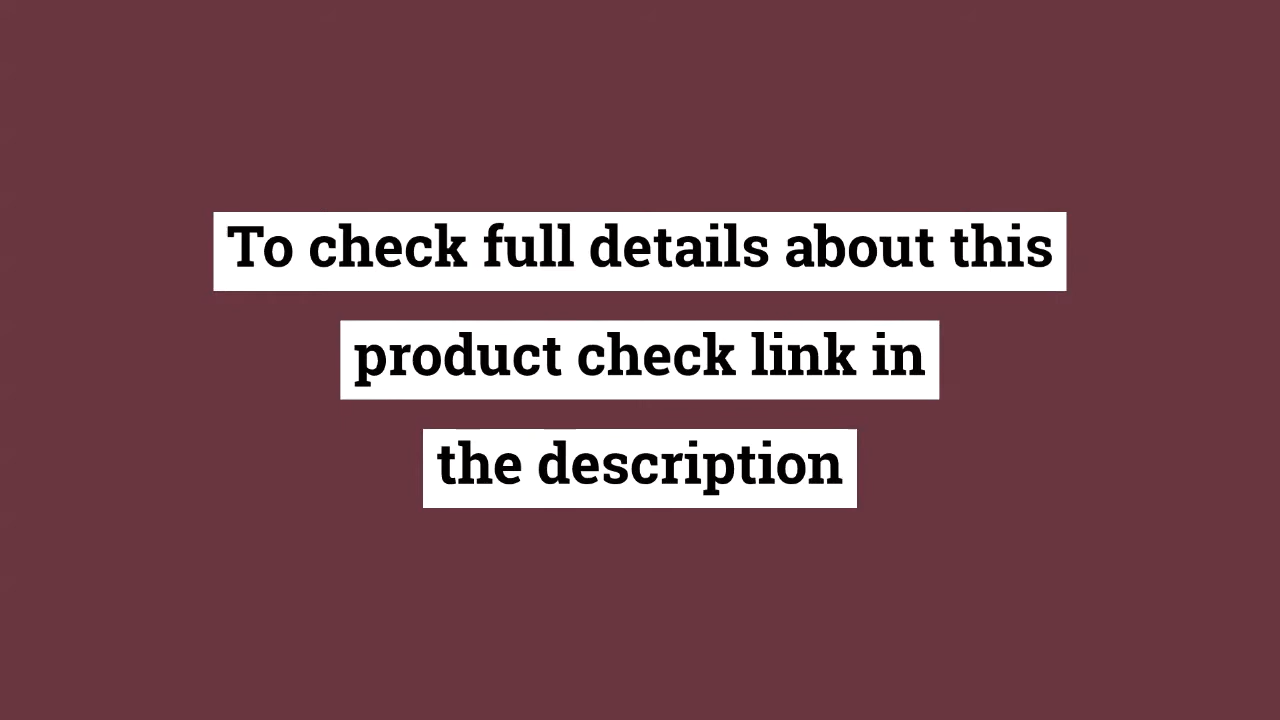 To check full details about this
product check link in
the description